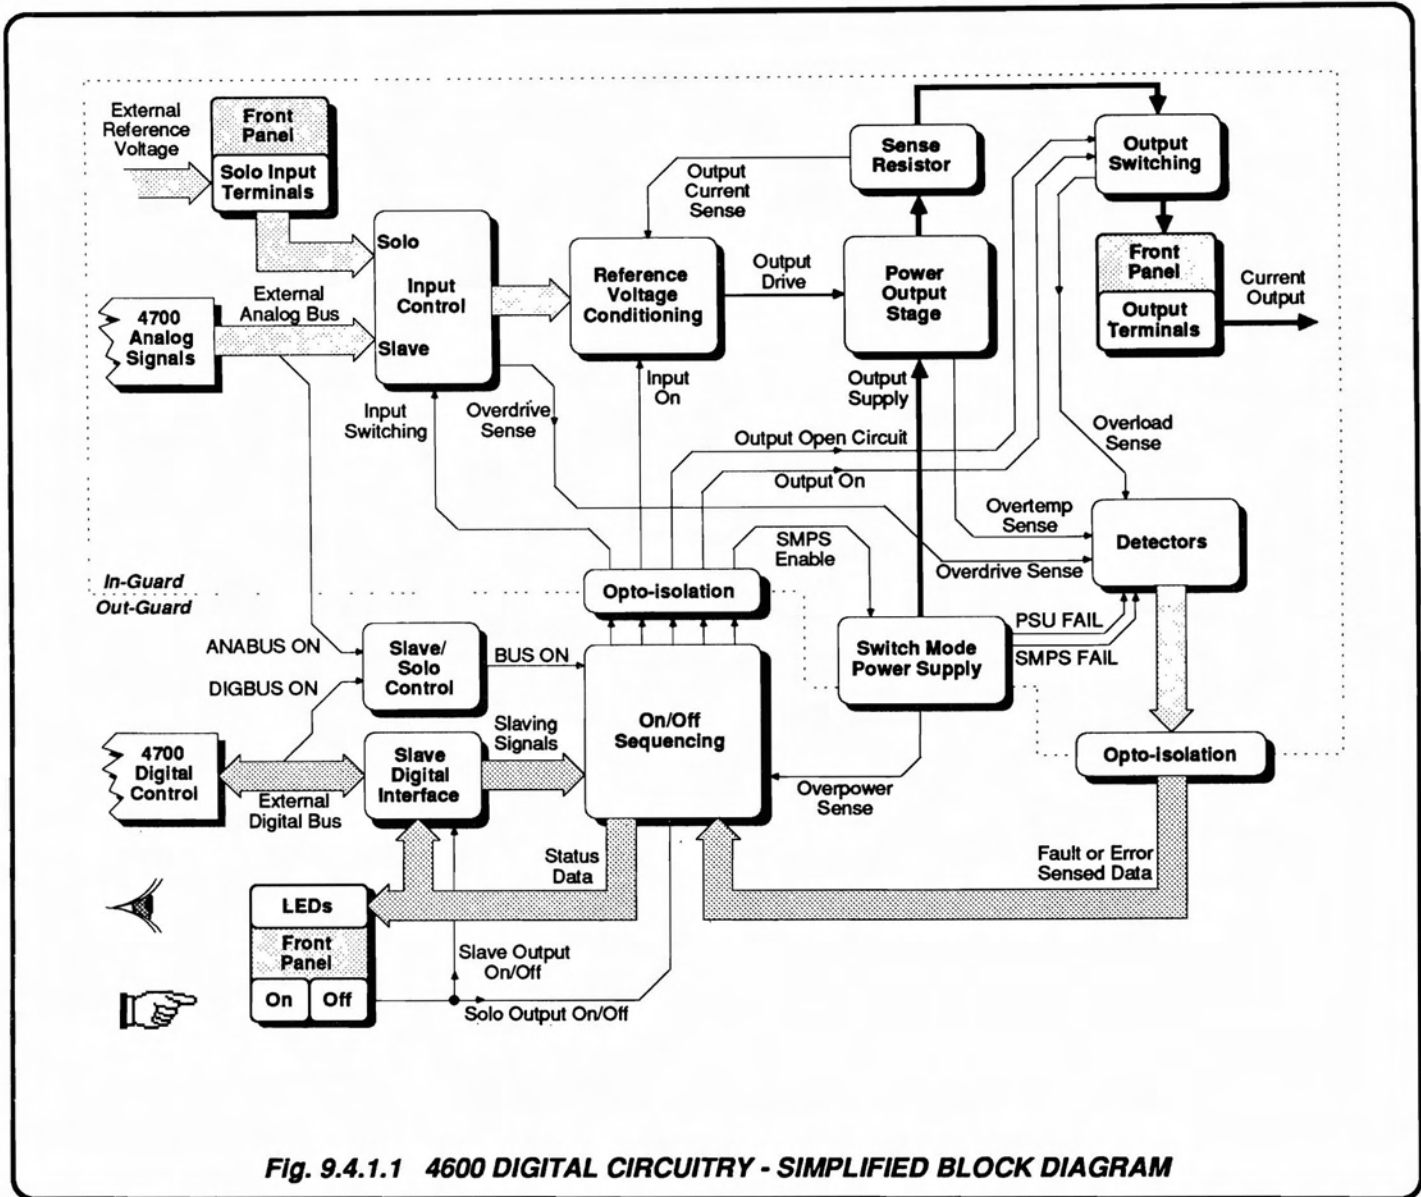 External
Reference
Voltage
Front
Panel
Solo Input
Terminals
Sense
Resistor
Output
Switching
Output
Current
Sense
Solo
Input
Control
Slave
External
Analog Bus
4700
Analog
Signals
Reference
Voltage
Conditioning
Output
Drive
Power
Output
Stage
Front
Panel
Output
Terminals
Current
Output
Input
Switching
Overdrive
Sense
Input
On
Output
Supply
Output Open Circuit
Output On
Overload
Sense
Overtemp
Sense
Detectors
SMPS
Enable
Overdrive Sense
In-Guard
Out-Guard
Opto-isolation
ANABUS ON
DIGBUS ON
Slave/
Solo
Control
BUS ON
On/Off
Sequencing
Switch Mode
Power Supply
PSU FAIL
SMPS FAIL
4700
Digital
Control
External
Digital Bus
Slave
Digital
Interface
Slaving
Signals
Overpower
Sense
Opto-isolation
Status
Data
Fault or Error
Sensed Data
LEDs
Front
Panel
On
Off
Slave Output
On/Off
Solo Output On/Off
Fig. 9.4.1.1 4600 DIGITAL CIRCUITRY - SIMPLIFIED BLOCK DIAGRAM